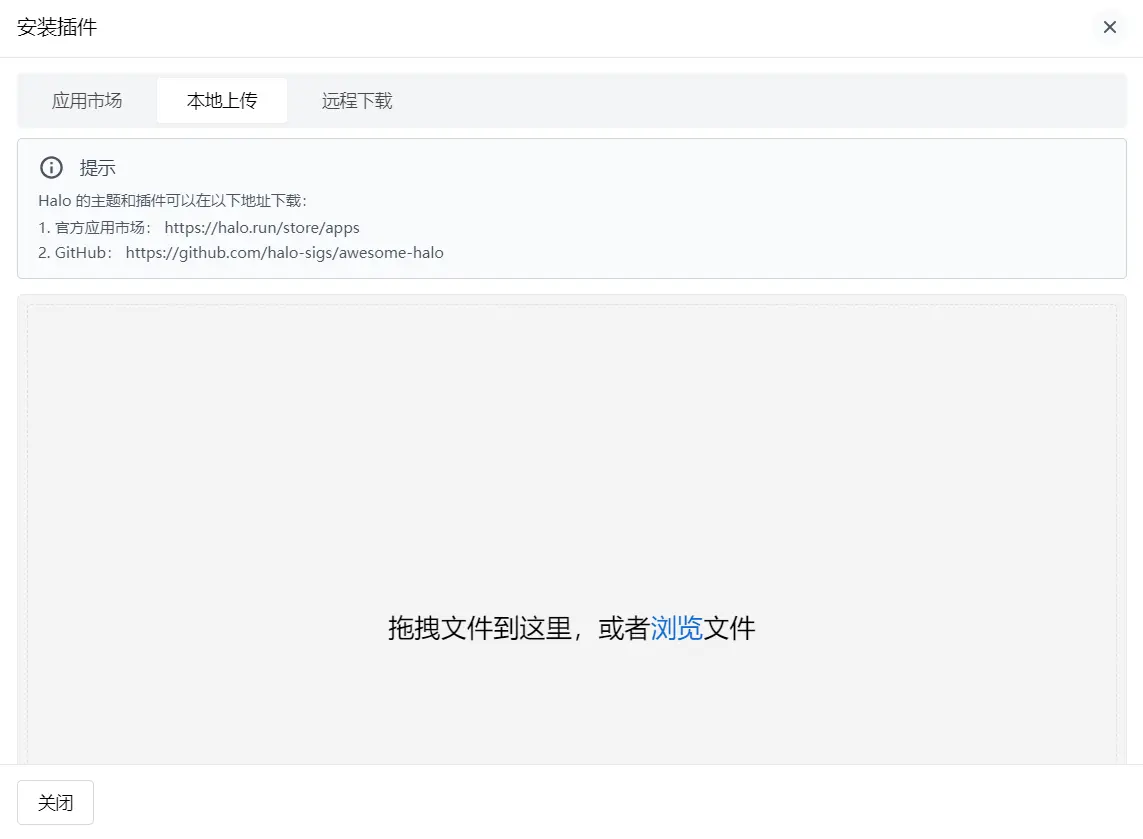 安装插件
应用市场 本地上传 远程下载
提示
Halo 的主题和插件可以在以下地址下载：
1. 官方应用市场： https://halo.run/store/apps
2. GitHub： https://github.com/halo-sigs/awesome-halo
拖拽文件到这里，或者浏览文件
关闭